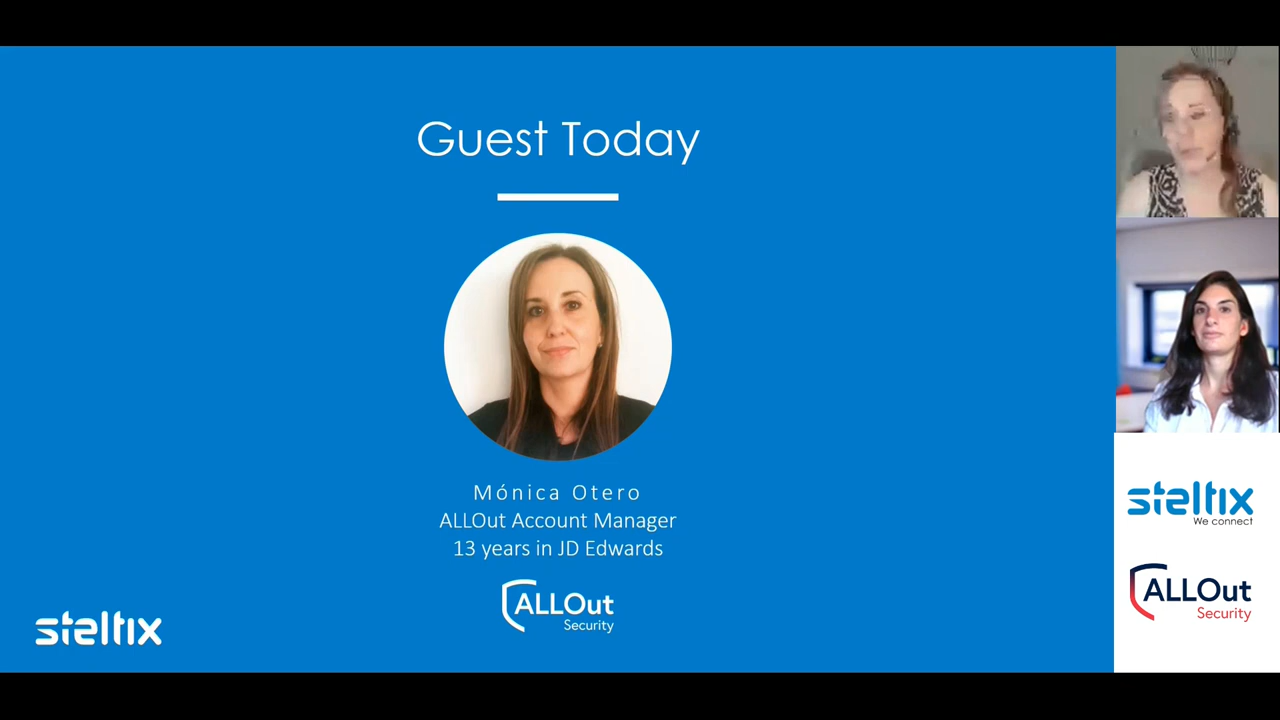 Guest Today
Mónica Otero
ALLOut Account Manager
13 years in JD Edwards
ALLOut
Security
steltix
steltix
We connect
ALLOut
Security